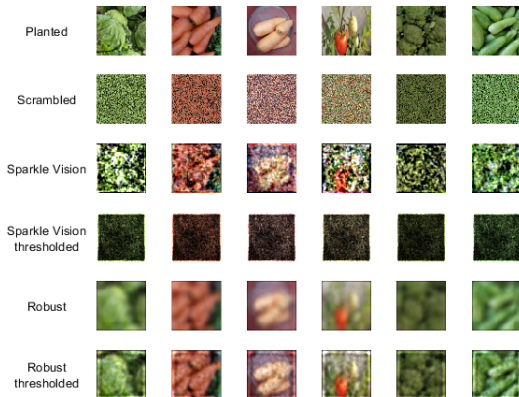 Planted
Scrambled
Sparkle Vision
Sparkle Vision
thresholded
Robust
Robust
thresholded